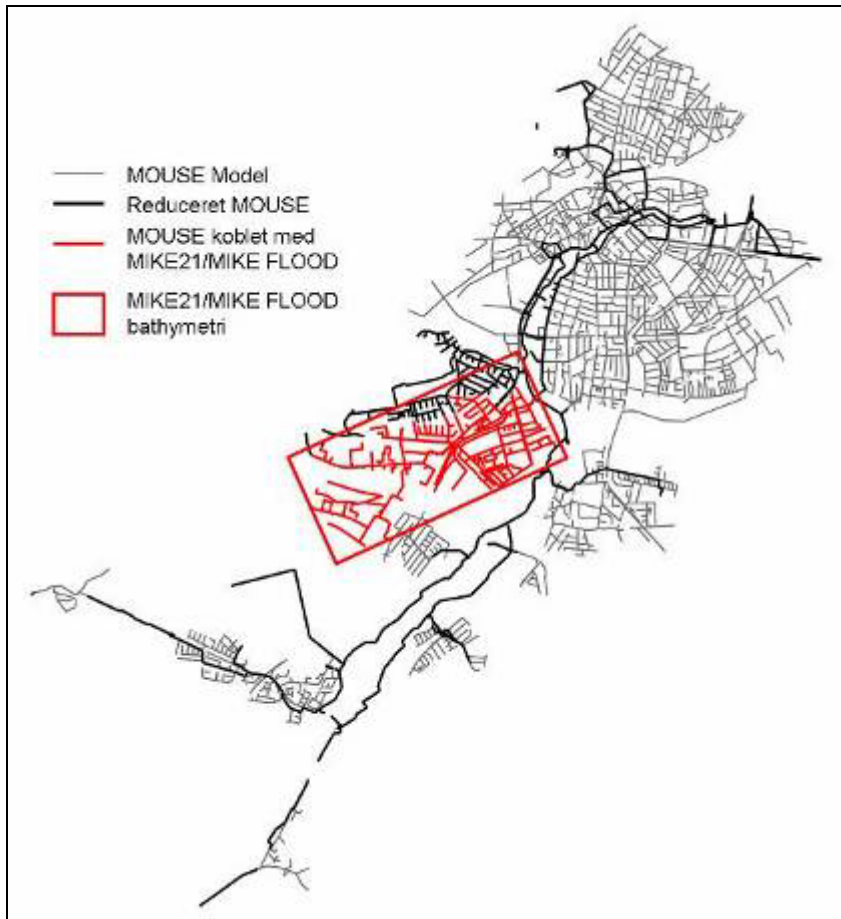 MOUSE Model
Reduceret MOUSE
MOUSE koblet med
MIKE21/MIKE FLOOD
MIKE21/MIKE FLOOD
bathymetri